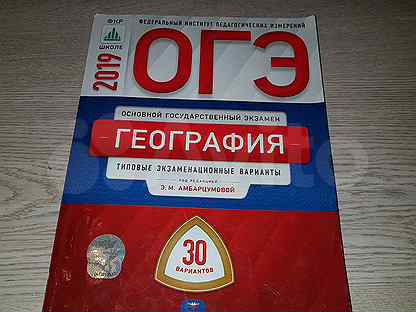 ФЕДЕРАЛЬНЫЙ ИНСТИТУТ ПЕДАГОГИЧЕСКИХ ИЗМЕРЕНИЙ
ШКОЛЕ
2019
ОГЭ
ОСНОВНОЙ ГОСУДАРСТВЕННЫЙ ЭКЗАМЕН
ГЕОГРАФИЯ
ТИПОВЫЕ ЭКЗАМЕНАЦИОННЫЕ ВАРИАНТЫ
ПОД РЕДАКЦИЕЙ
Э. М. АМБАРЦУМОВОЙ
30
ВАРИАНТОВ